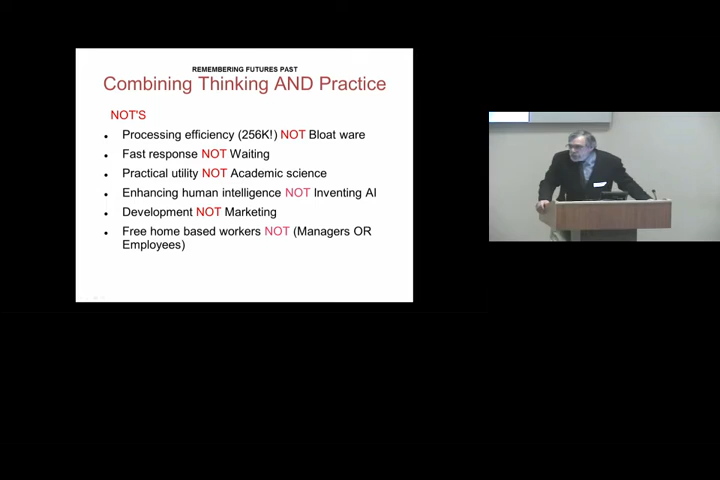 REMEMBERING FUTURES PAST
Combining Thinking AND Practice
NOT'S
Processing efficiency (256K!) NOT Bloat ware
Fast response NOT Waiting
Practical utility NOT Academic science
Enhancing human intelligence NOT Inventing AI
Development NOT Marketing
Free home based workers NOT (Managers OR
Employees)